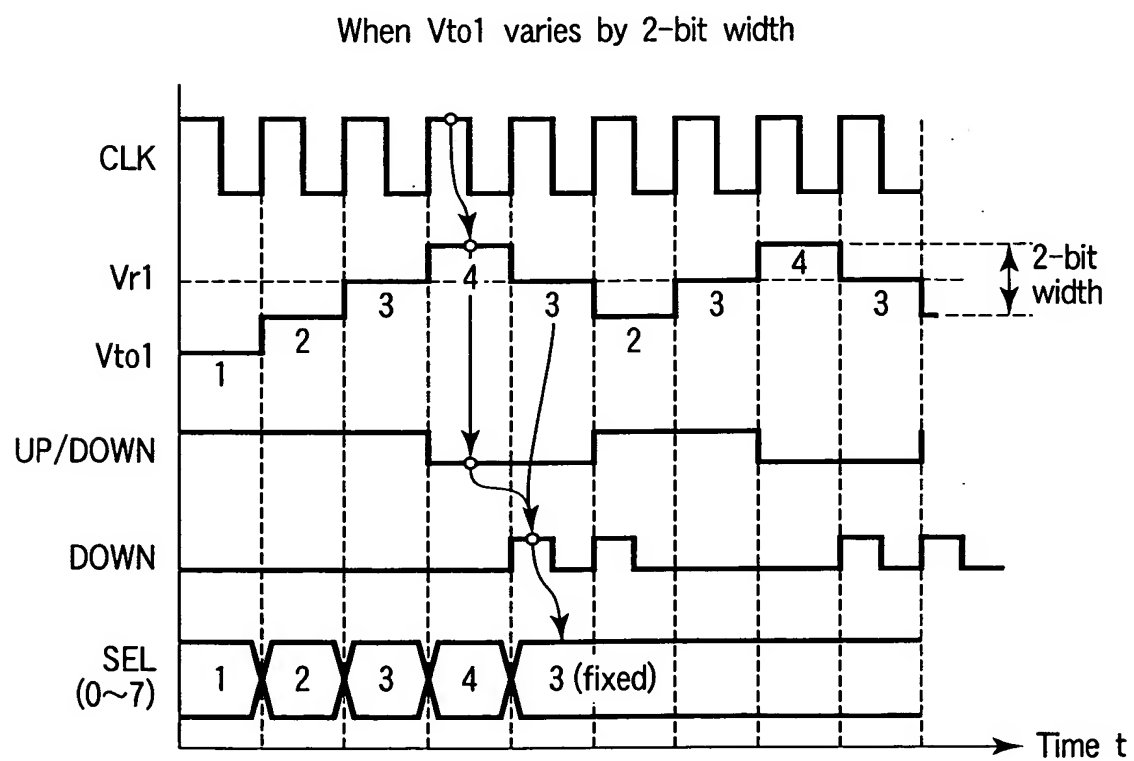 When Vto1 varies by 2-bit width
CLK
Vr1
4
4
2-bit
width
3
3
3
3
2
2
Vto1
1
UP/DOWN
DOWN
SEL
(0~7)
1
2
3
4
3 (fixed)
Time t